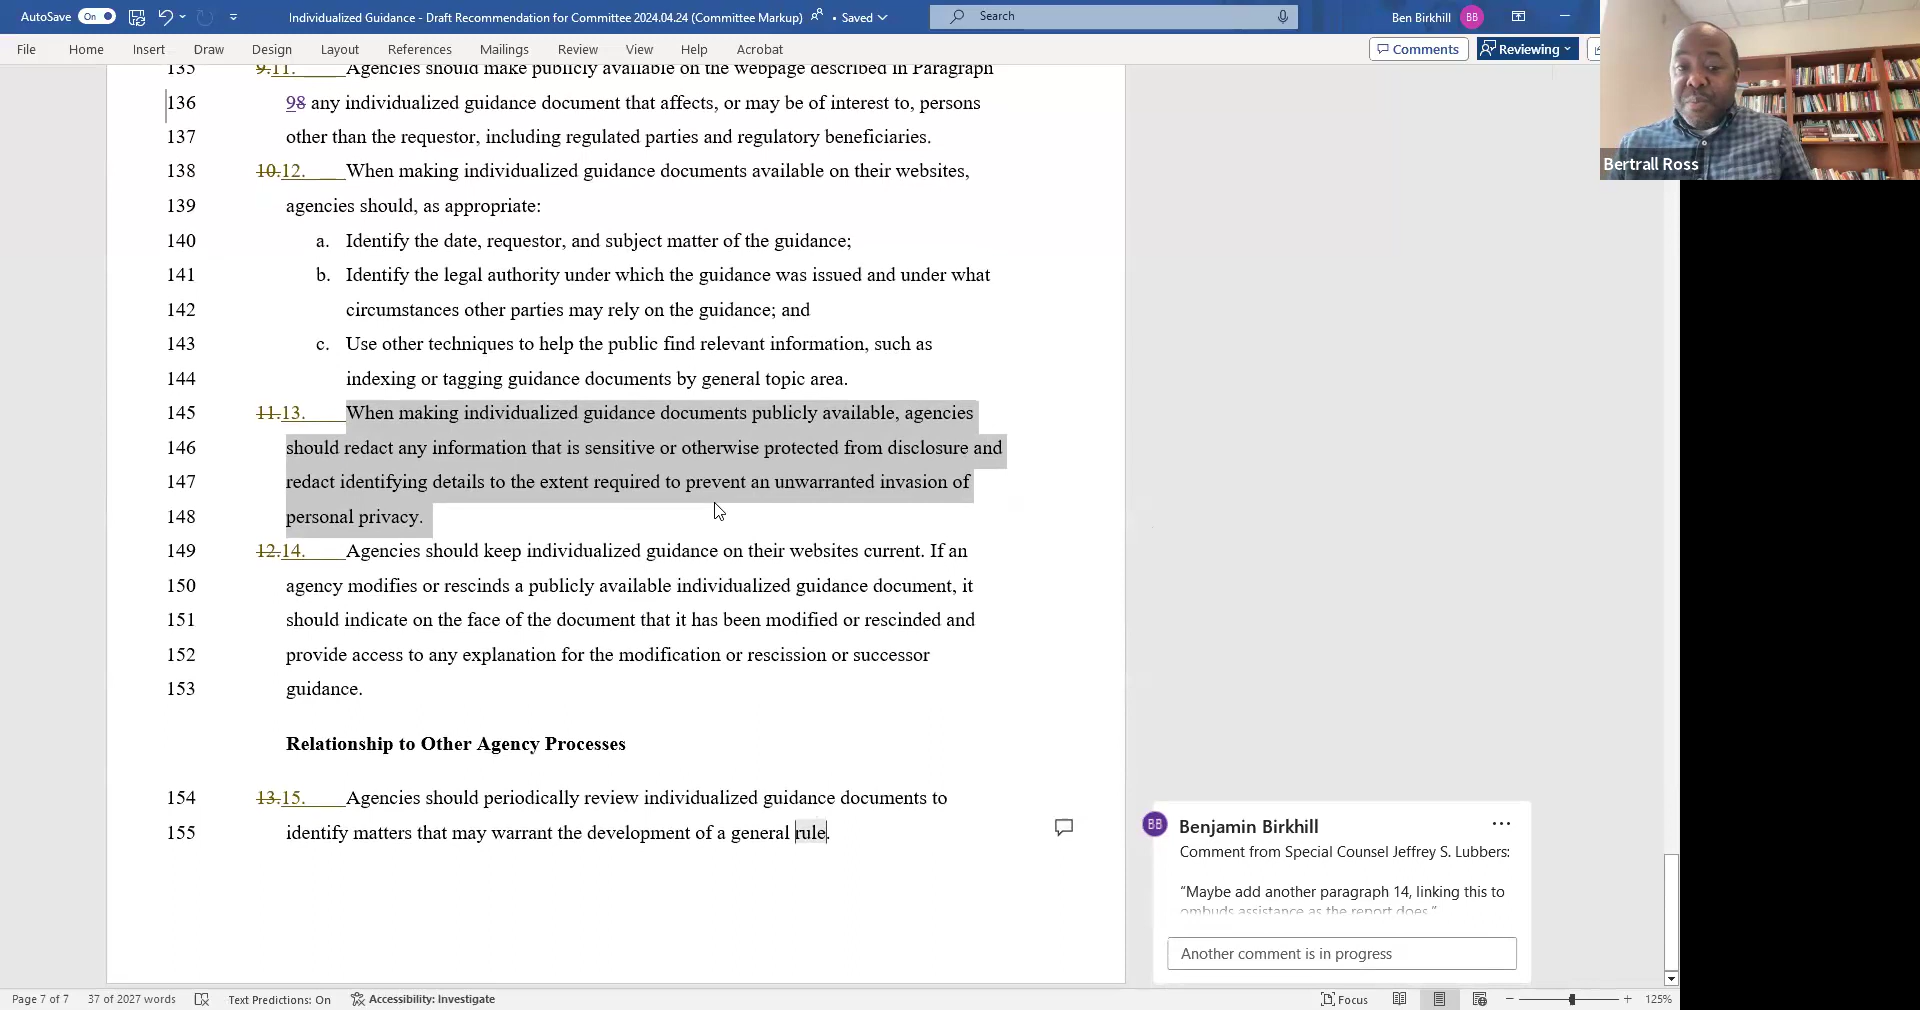 AutoSave On Individualized Guidance - Draft Recommendation for Committee 2024.04.24 (Committee Markup) • Saved Search Ben Birkhill BB
File Home Insert Draw Design Layout References Mailings Review View Help Acrobat Comments Reviewing
135 9.11. Agencies should make publicly available on the webpage described in Paragraph
136 98 any individualized guidance document that affects, or may be of interest to, persons
137 other than the requestor, including regulated parties and regulatory beneficiaries.
138 10.12. When making individualized guidance documents available on their websites,
139 agencies should, as appropriate:
140 a. Identify the date, requestor, and subject matter of the guidance;
141 b. Identify the legal authority under which the guidance was issued and under what
142 circumstances other parties may rely on the guidance; and
143 c. Use other techniques to help the public find relevant information, such as
144 indexing or tagging guidance documents by general topic area.
145 11.13. When making individualized guidance documents publicly available, agencies
146 should redact any information that is sensitive or otherwise protected from disclosure and
147 redact identifying details to the extent required to prevent an unwarranted invasion of
148 personal privacy.
149 12.14. Agencies should keep individualized guidance on their websites current. If an
150 agency modifies or rescinds a publicly available individualized guidance document, it
151 should indicate on the face of the document that it has been modified or rescinded and
152 provide access to any explanation for the modification or rescission or successor
153 guidance.
Relationship to Other Agency Processes
154 13.15. Agencies should periodically review individualized guidance documents to
155 identify matters that may warrant the development of a general rule.
BB Benjamin Birkhill
Comment from Special Counsel Jeffrey S. Lubbers:
“Maybe add another paragraph 14, linking this to
ombuds assistance as the report does.”
Another comment is in progress
Page 7 of 7 37 of 2027 words Text Predictions: On Accessibility: Investigate Focus 125%
Bertrall Ross